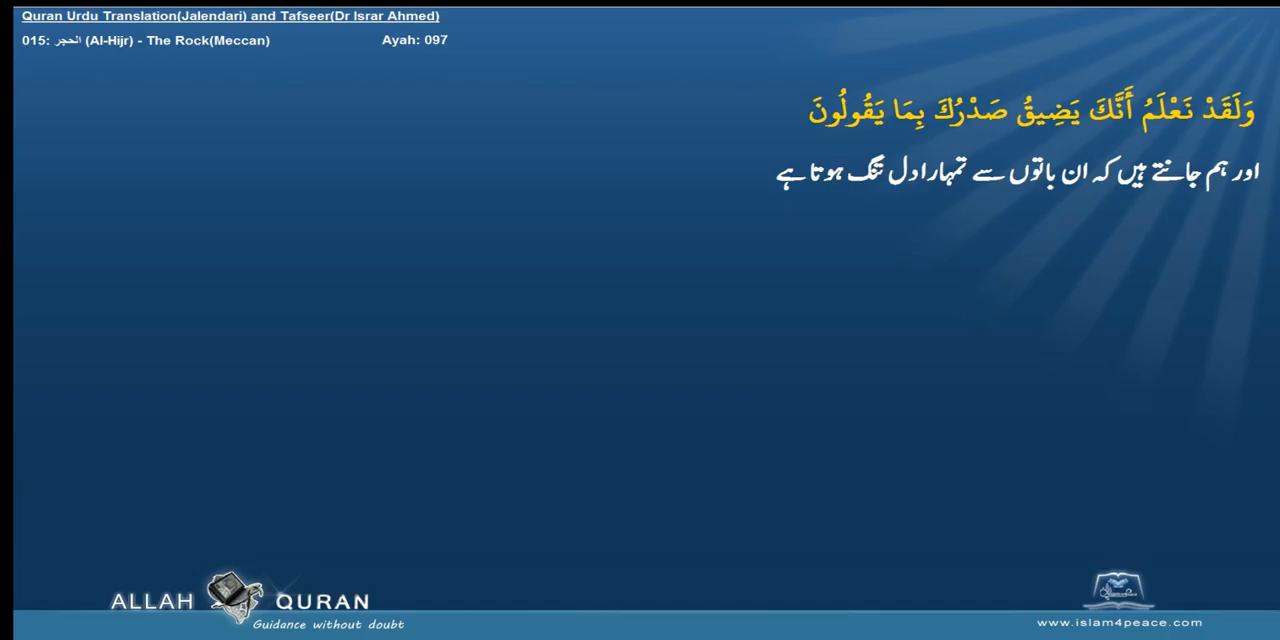 Quran Urdu Translation(Jalendari) and Tafseer(Dr Israr Ahmed)
015: الحجر (Al-Hijr) - The Rock(Meccan) Ayah: 097
وَلَقَدْ نَعْلَمُ أَنَّكَ يَضِيقُ صَدْرُكَ بِمَا يَقُولُونَ
اور ہم جانتے ہیں کہ ان باتوں سے تمہارا دل تنگ ہوتا ہے
ALLAH QURAN
Guidance without doubt
www.islam4peace.com